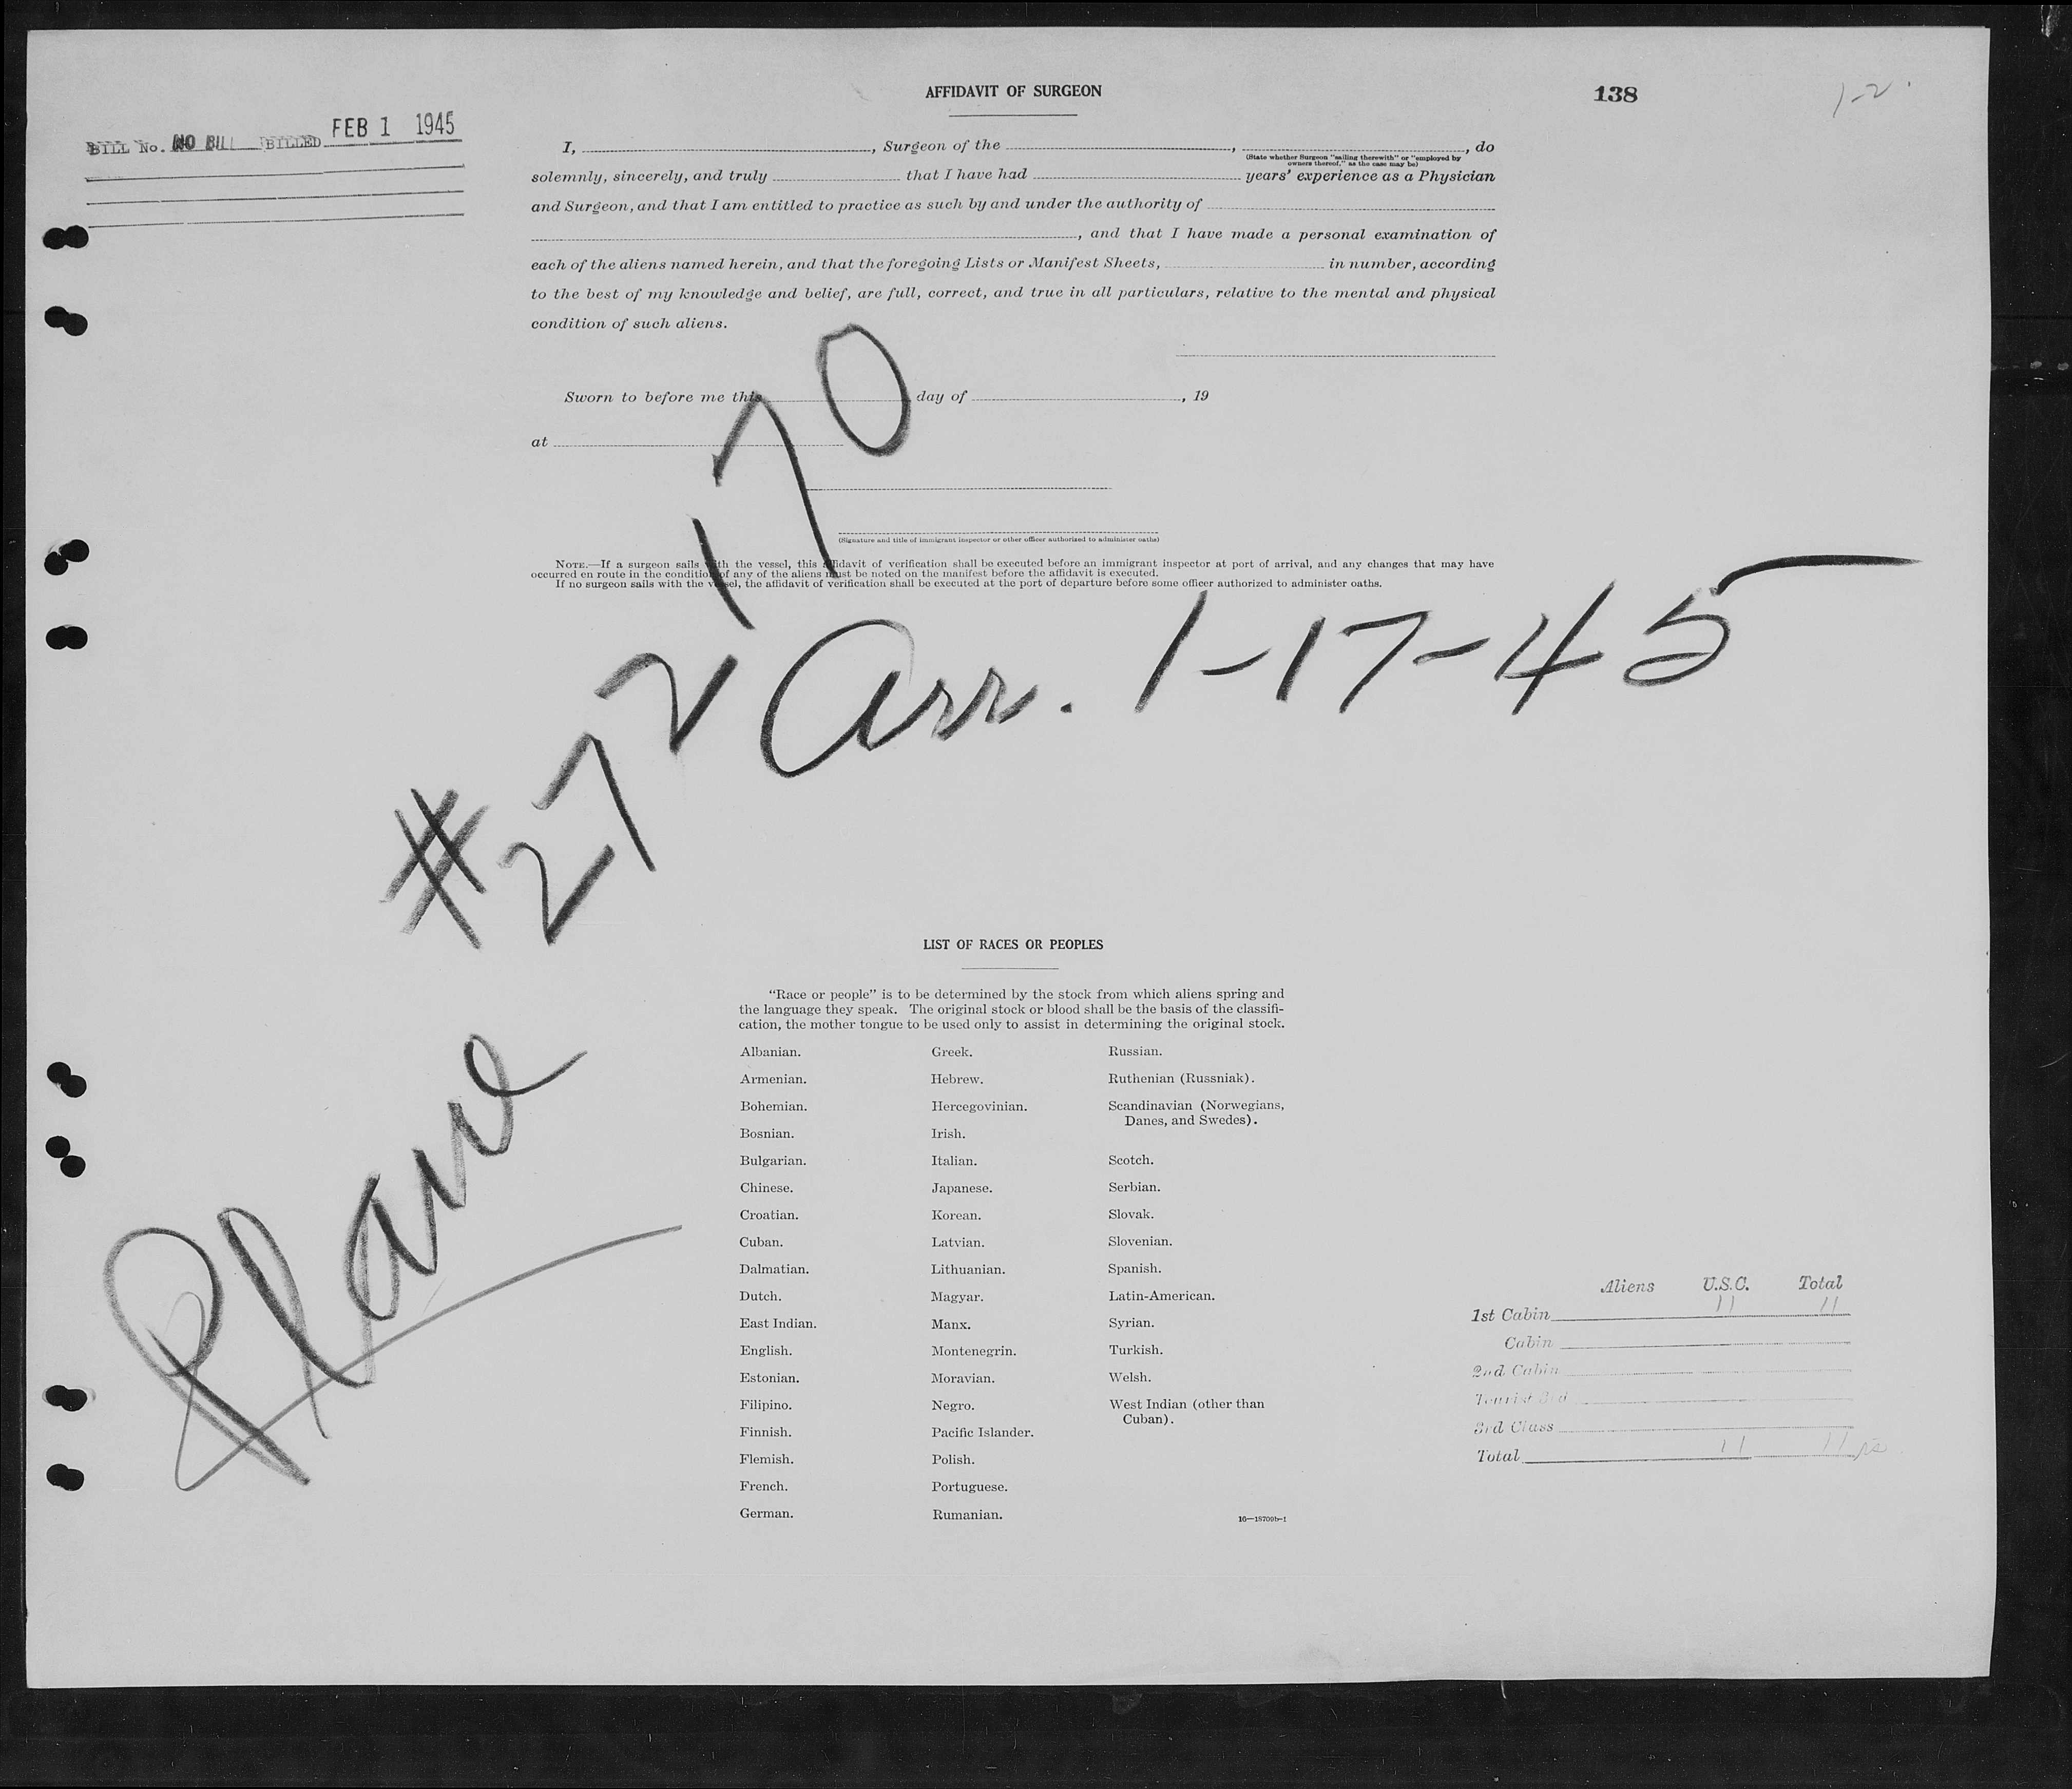 AFFIDAVIT OF SURGEON
138
1-2
BILL No. NO BILL BILLED FEB 1 1945
I, , Surgeon of the , , do
(State whether Surgeon "sailing therewith" or "employed by
owners thereof," as the case may be)
solemnly, sincerely, and truly that I have had years' experience as a Physician
and Surgeon, and that I am entitled to practice as such by and under the authority of
, and that I have made a personal examination of
each of the aliens named herein, and that the foregoing Lists or Manifest Sheets, in number, according
to the best of my knowledge and belief, are full, correct, and true in all particulars, relative to the mental and physical
condition of such aliens.
Sworn to before me this day of , 19
at
(Signature and title of immigrant inspector or other officer authorized to administer oaths)
NOTE.—If a surgeon sails with the vessel, this affidavit of verification shall be executed before an immigrant inspector at port of arrival, and any changes that may have
occurred en route in the condition of any of the aliens must be noted on the manifest before the affidavit is executed.
If no surgeon sails with the vessel, the affidavit of verification shall be executed at the port of departure before some officer authorized to administer oaths.
Plane #272170
Arr. 1-17-45
LIST OF RACES OR PEOPLES
"Race or people" is to be determined by the stock from which aliens spring and
the language they speak. The original stock or blood shall be the basis of the classifi-
cation, the mother tongue to be used only to assist in determining the original stock.
Albanian.
Armenian.
Bohemian.
Bosnian.
Bulgarian.
Chinese.
Croatian.
Cuban.
Dalmatian.
Dutch.
East Indian.
English.
Estonian.
Filipino.
Finnish.
Flemish.
French.
German.
Greek.
Hebrew.
Hercegovinian.
Irish.
Italian.
Japanese.
Korean.
Latvian.
Lithuanian.
Magyar.
Manx.
Montenegrin.
Moravian.
Negro.
Pacific Islander.
Polish.
Portuguese.
Rumanian.
Russian.
Ruthenian (Russniak).
Scandinavian (Norwegians,
Danes, and Swedes).
Scotch.
Serbian.
Slovak.
Slovenian.
Spanish.
Latin-American.
Syrian.
Turkish.
Welsh.
West Indian (other than
Cuban).
16—18709b-1
Aliens U.S.C. Total
1st Cabin 11 11
Cabin
2nd Cabin
Tourist 3rd
3rd Class
Total 11 11